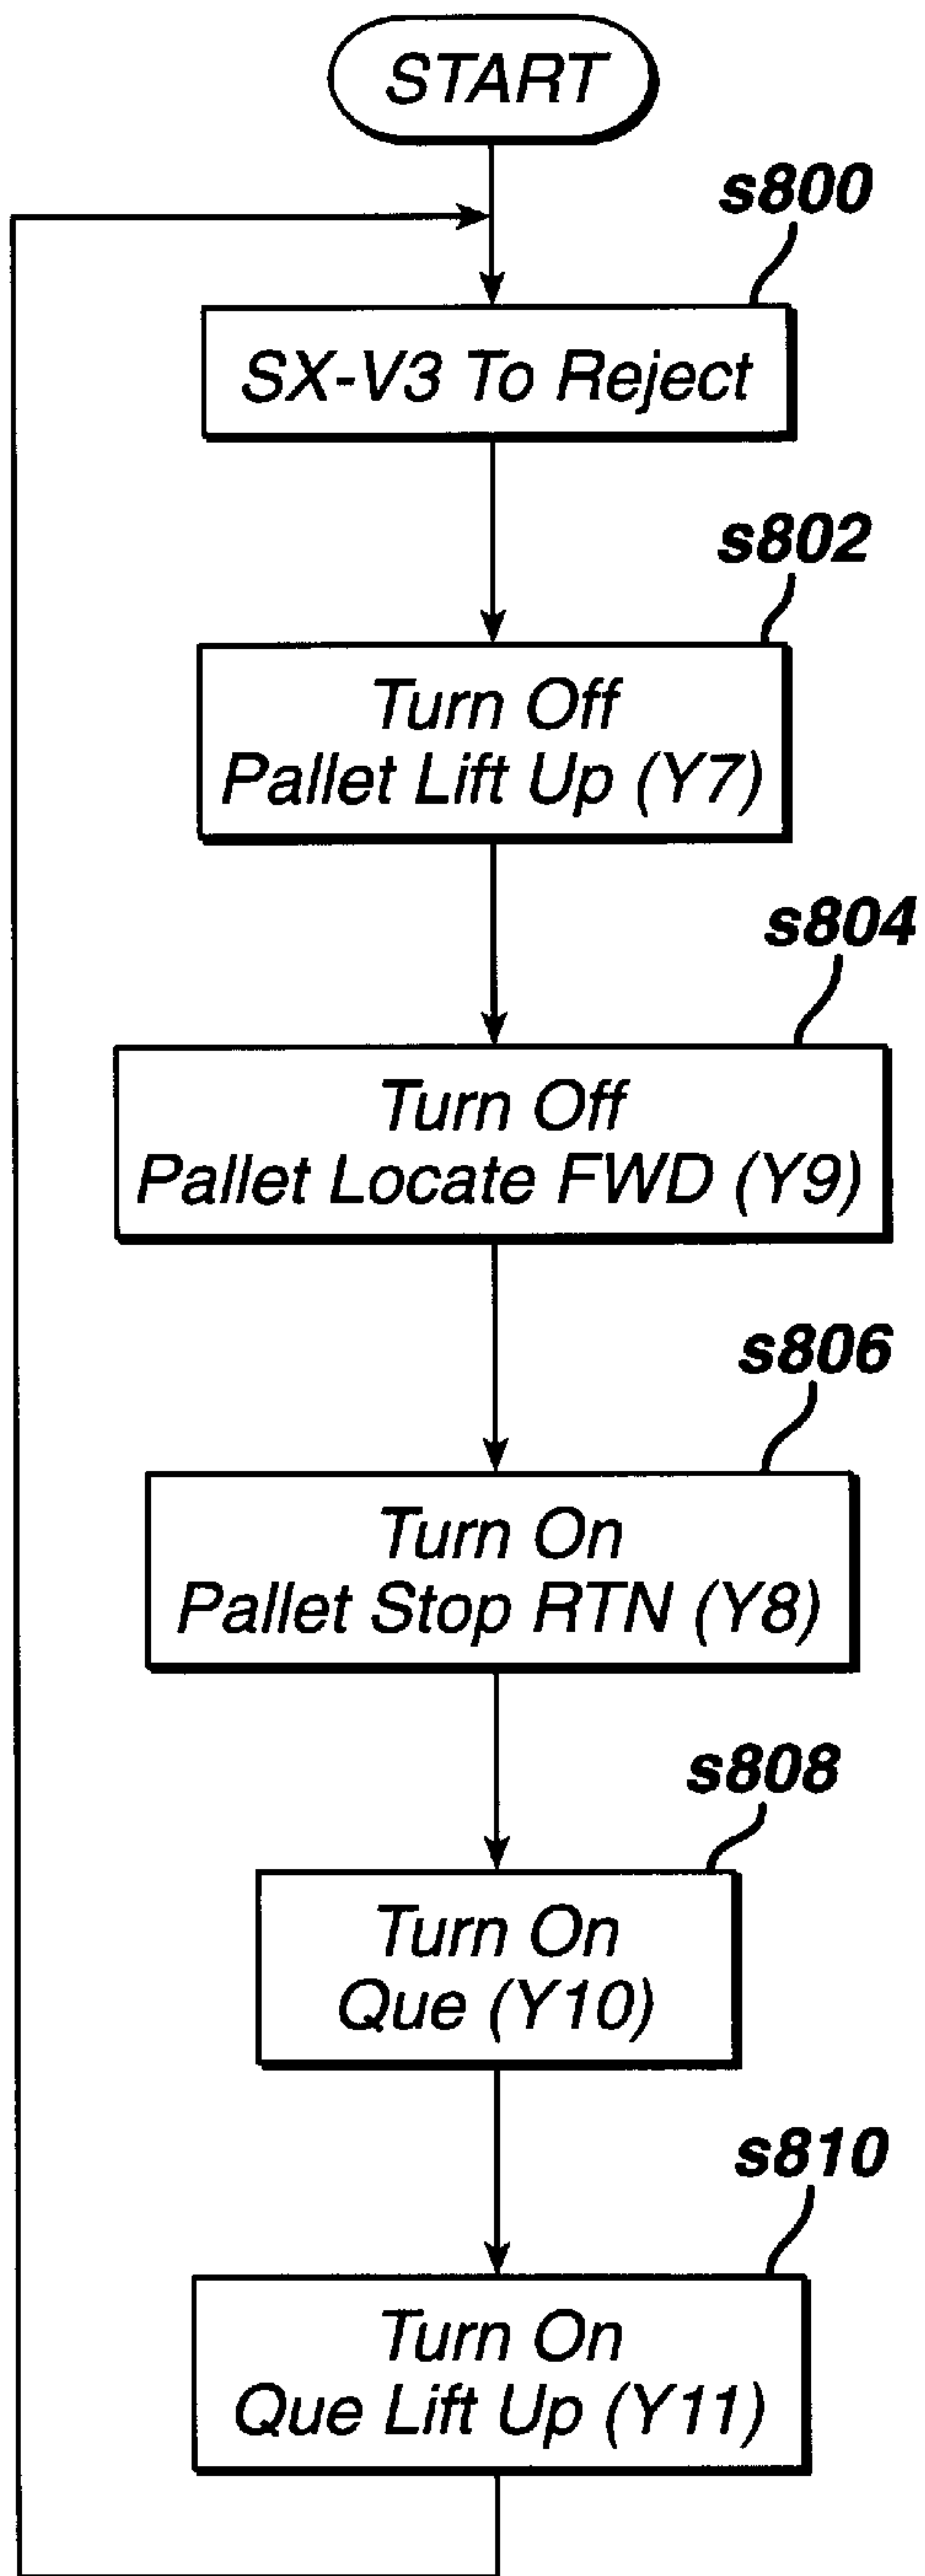 START
s800
SX-V3 To Reject
s802
Turn Off
Pallet Lift Up (Y7)
s804
Turn Off
Pallet Locate FWD (Y9)
s806
Turn On
Pallet Stop RTN (Y8)
s808
Turn On
Que (Y10)
s810
Turn On
Que Lift Up (Y11)